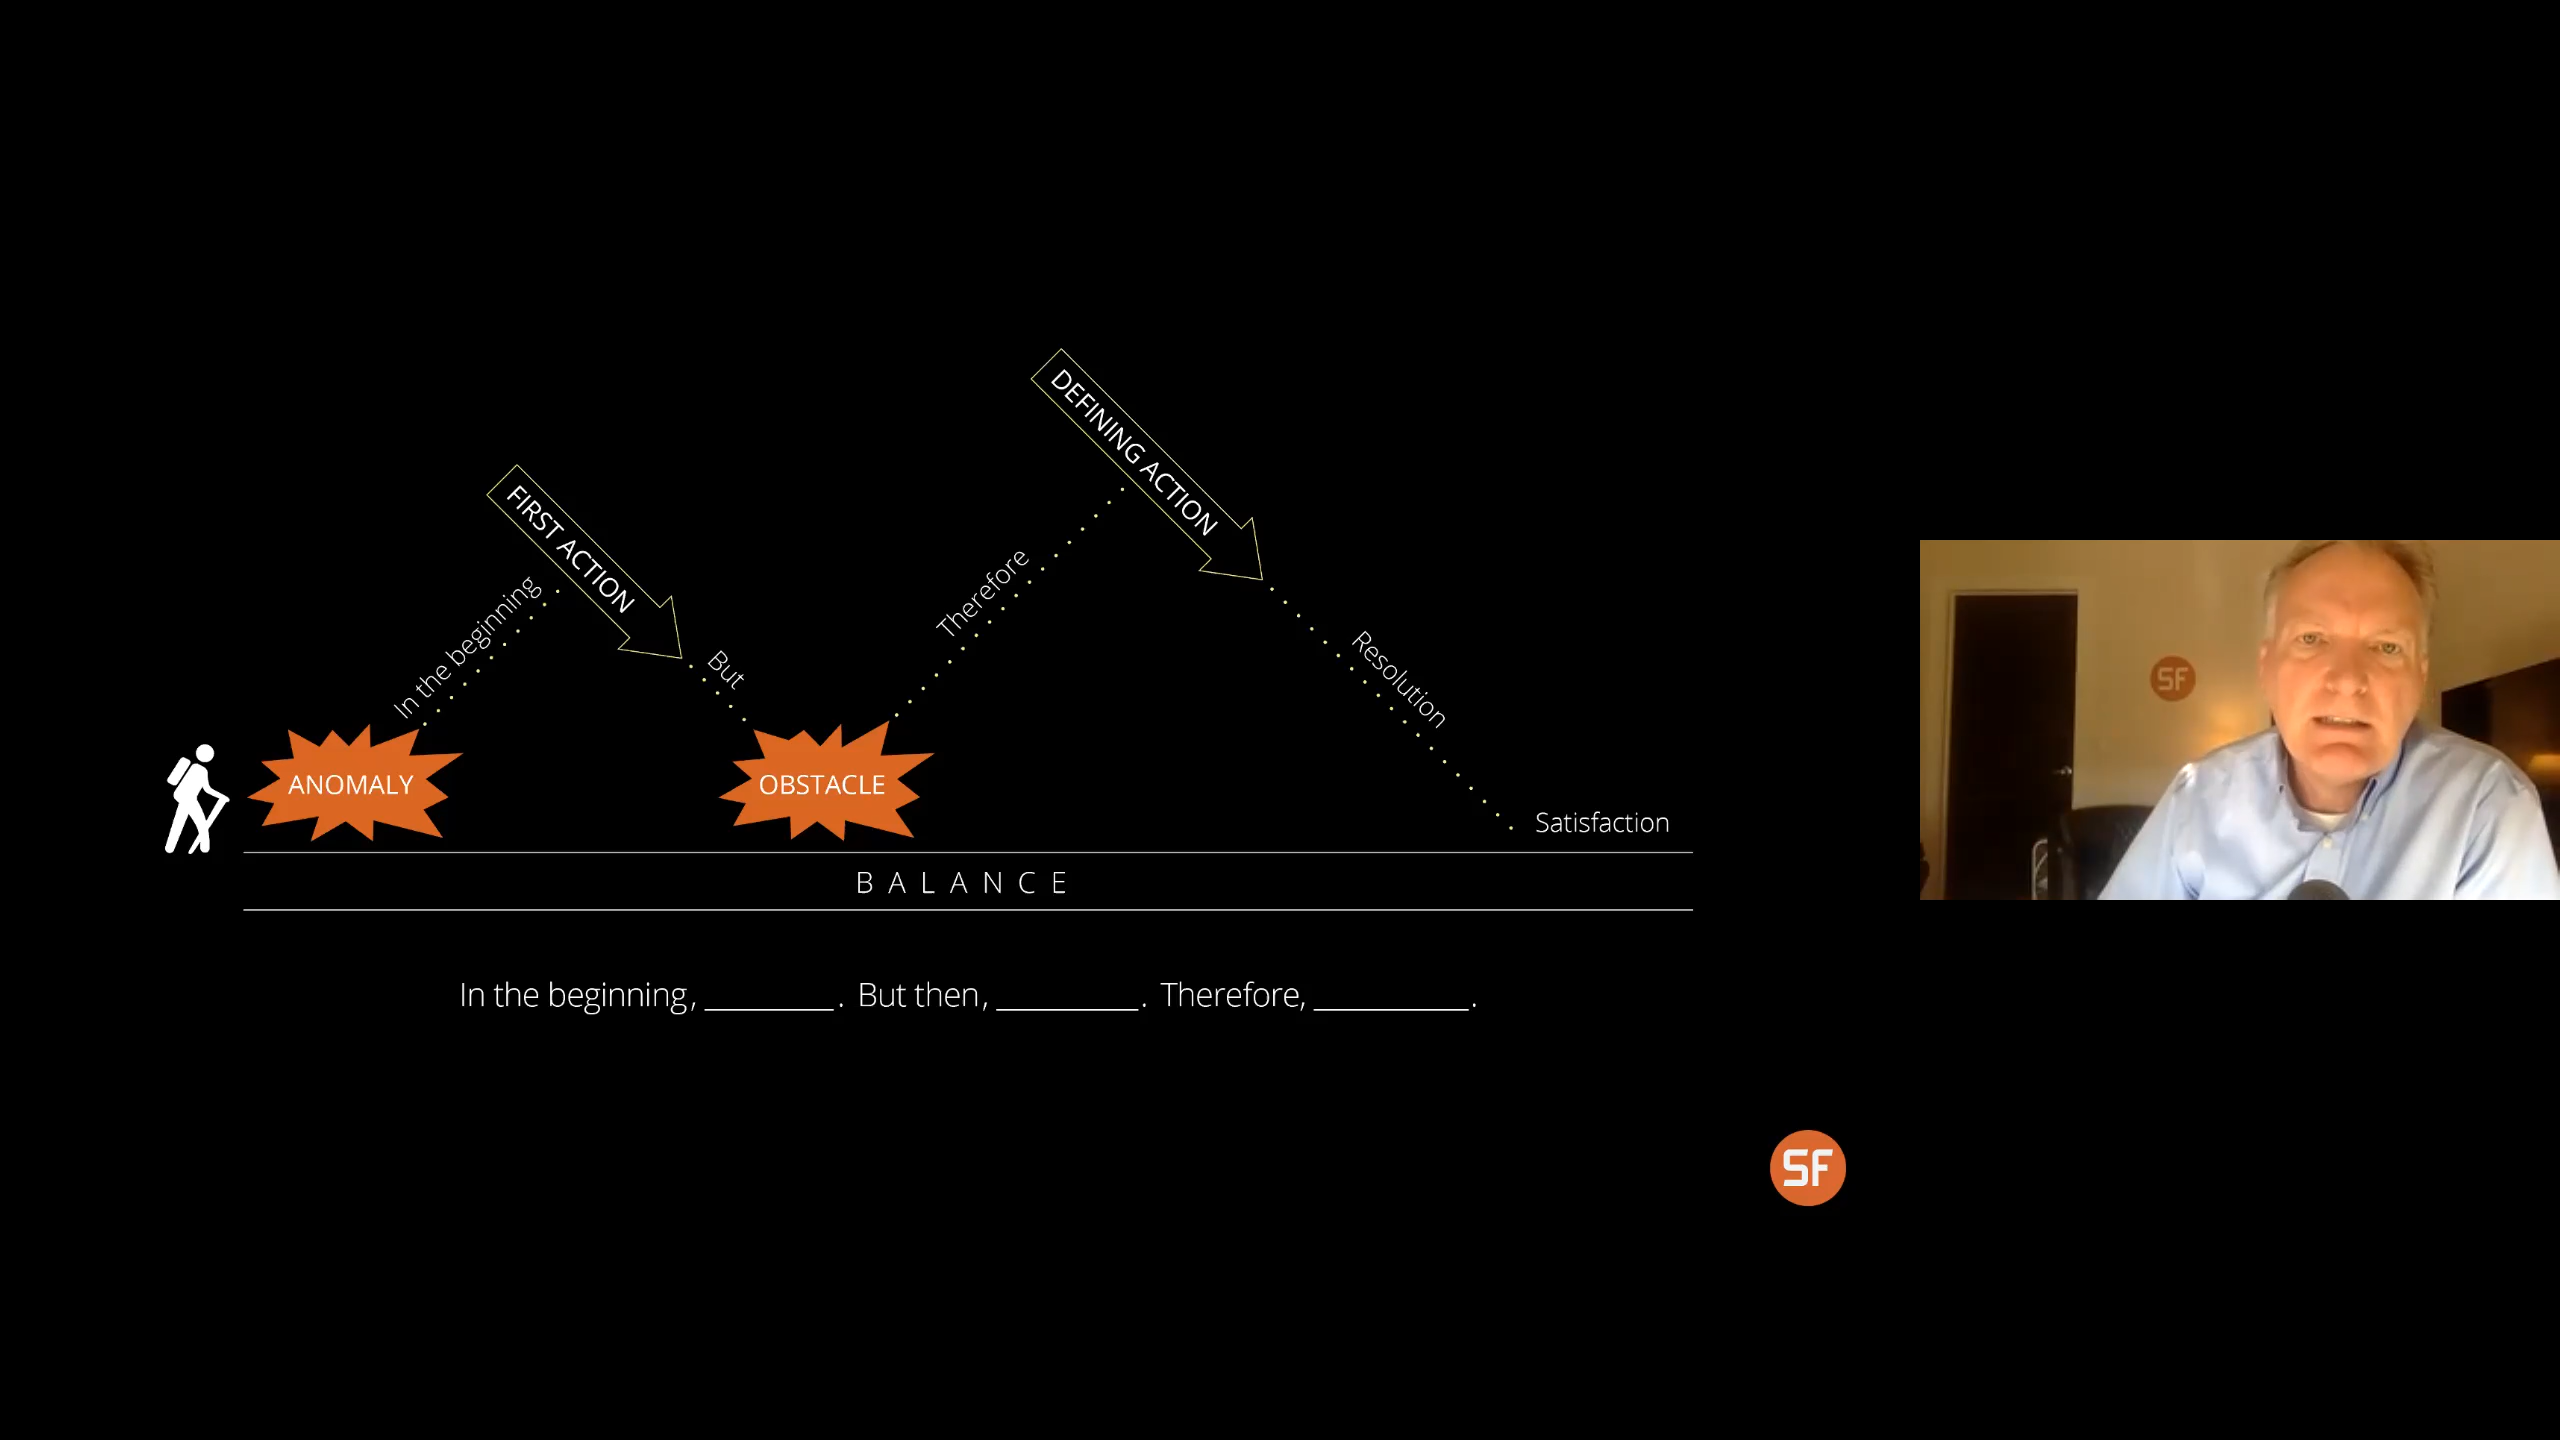 DEFINING ACTION
FIRST ACTION
In the beginning
But
Therefore
Resolution
ANOMALY
OBSTACLE
Satisfaction
BALANCE
In the beginning, ________. But then, ________. Therefore, ________.
SF
SF